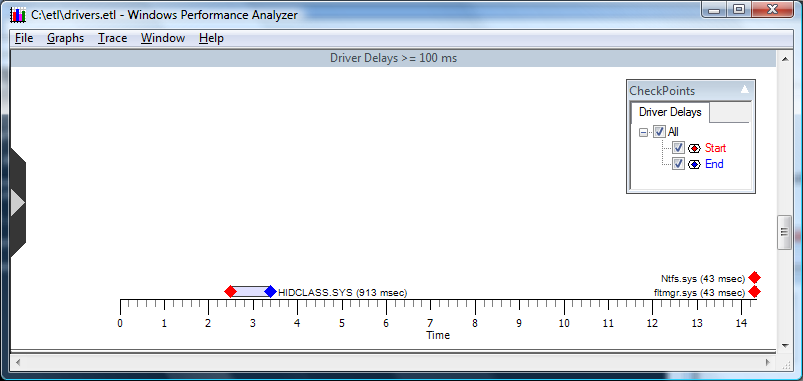 C:\etl\drivers.etl - Windows Performance Analyzer
File Graphs Trace Window Help
Driver Delays >= 100 ms
CheckPoints
Driver Delays
All
Start
End
Ntfs.sys (43 msec)
HIDCLASS.SYS (913 msec)
fltmgr.sys (43 msec)
0 1 2 3 4 5 6 7 8 9 10 11 12 13 14
Time